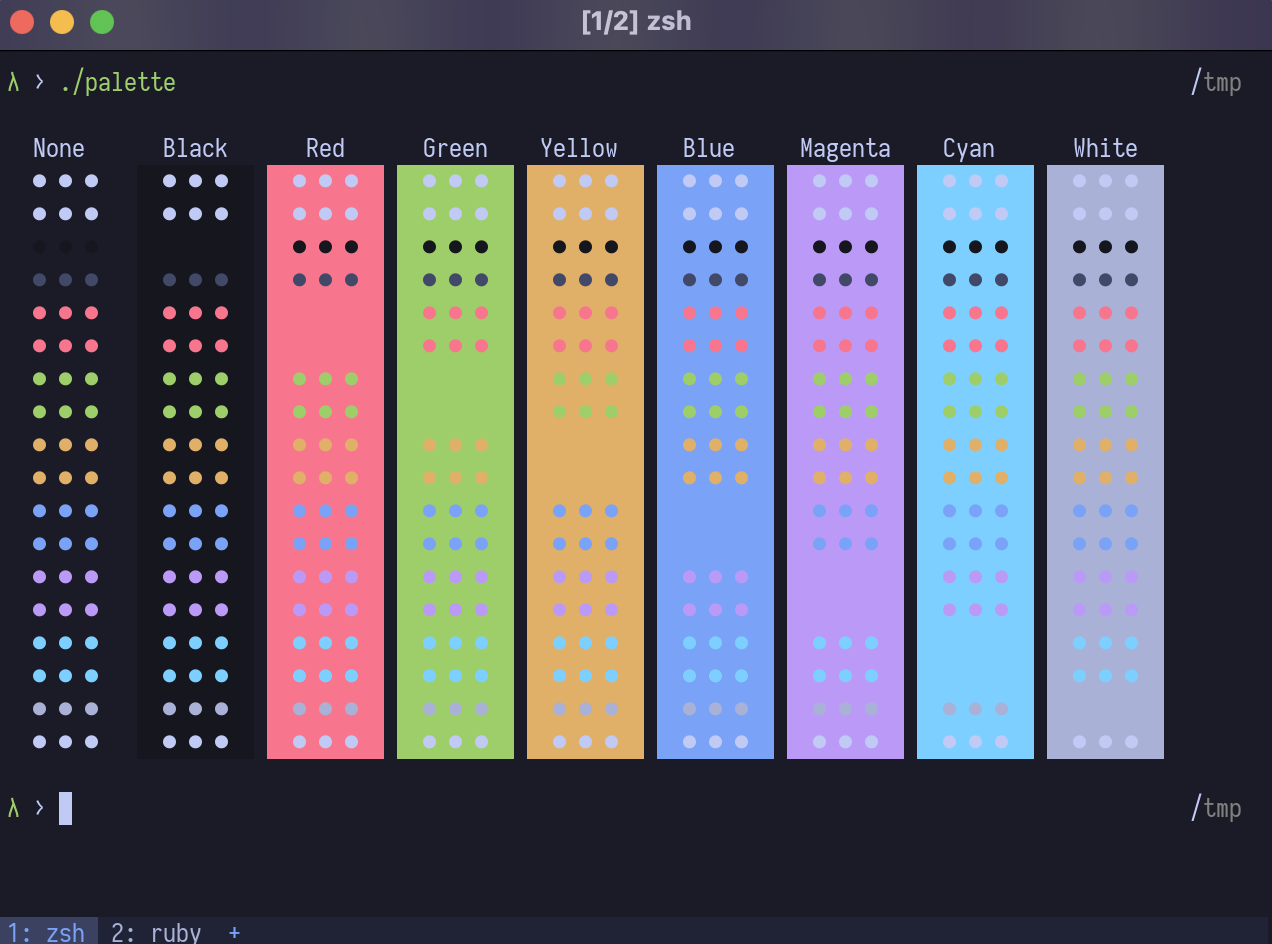 [1/2] zsh
λ › ./palette /tmp
None Black Red Green Yellow Blue Magenta Cyan White
λ › /tmp
1: zsh 2: ruby +